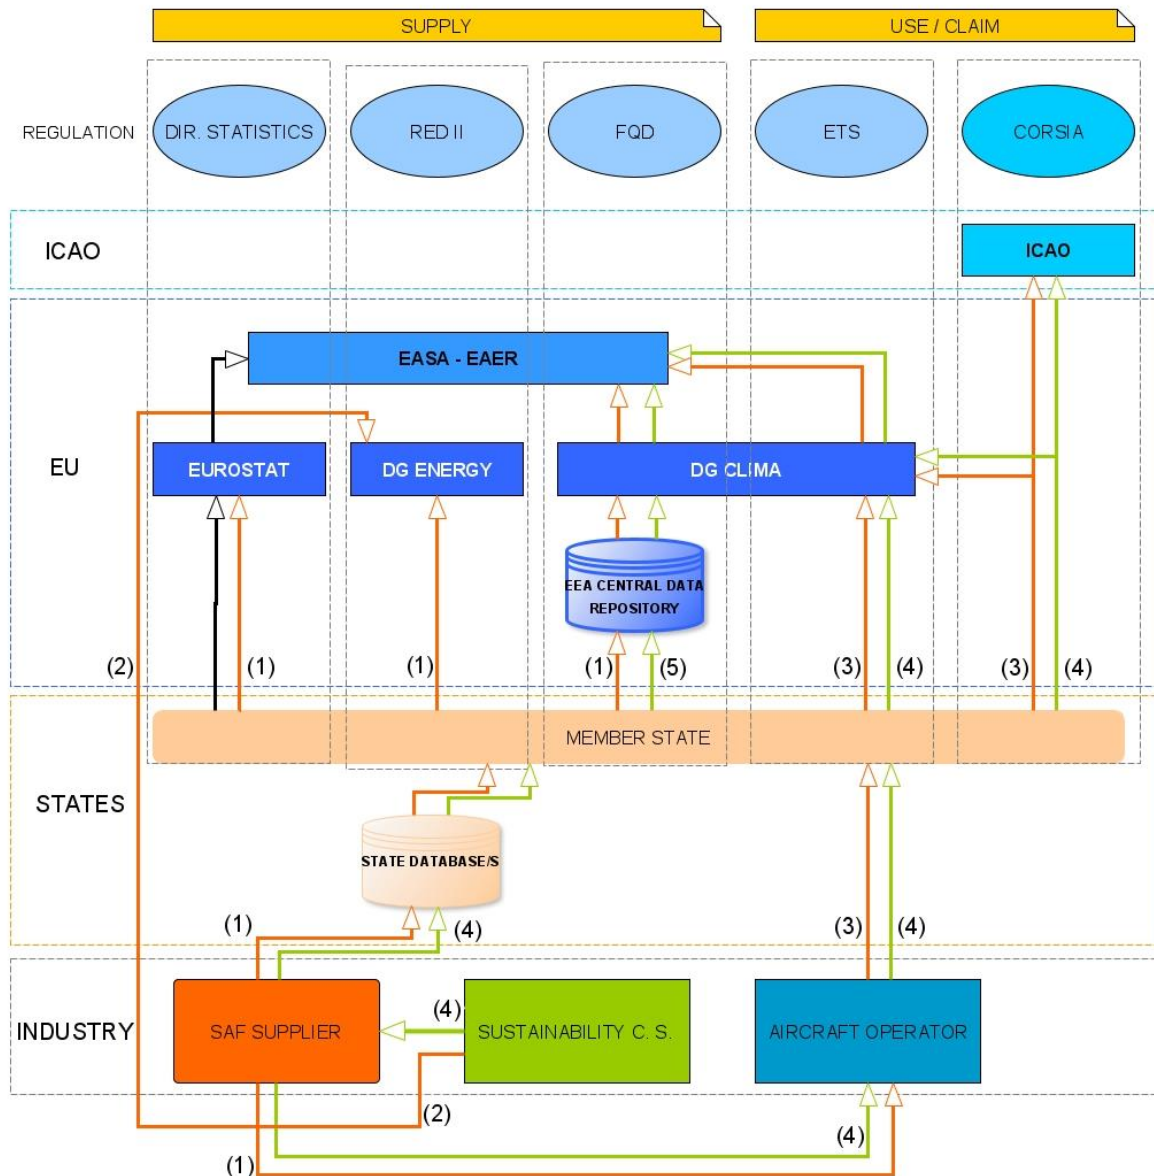 SUPPLY
USE / CLAIM
REGULATION
DIR. STATISTICS
RED II
FQD
ETS
CORSIA
ICAO
ICAO
EASA - EAER
EU
EUROSTAT
DG ENERGY
DG CLIMA
EEA CENTRAL DATA
REPOSITORY
(2)
(1)
(1)
(1)
(5)
(3)
(4)
(3)
(4)
MEMBER STATE
STATES
STATE DATABASE/S
(1)
(4)
(3)
(4)
INDUSTRY
SAF SUPPLIER
(4)
SUSTAINABILITY C. S.
AIRCRAFT OPERATOR
(2)
(4)
(1)